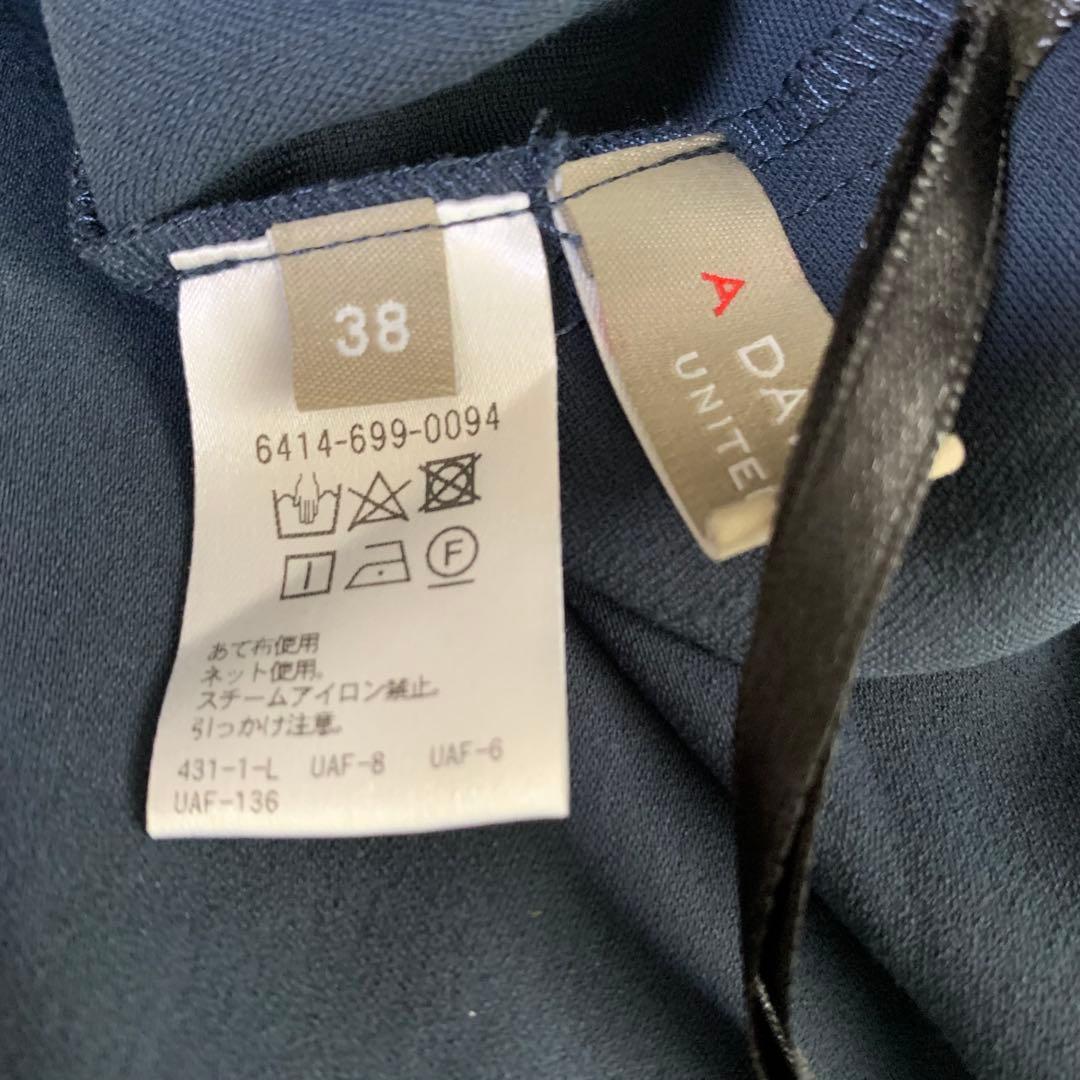 38
6414-699-0094
F
あて布使用
ネット使用。
スチームアイロン禁止。
引っかけ注意。
431-1-L UAF-8 UAF-6
UAF-136
A